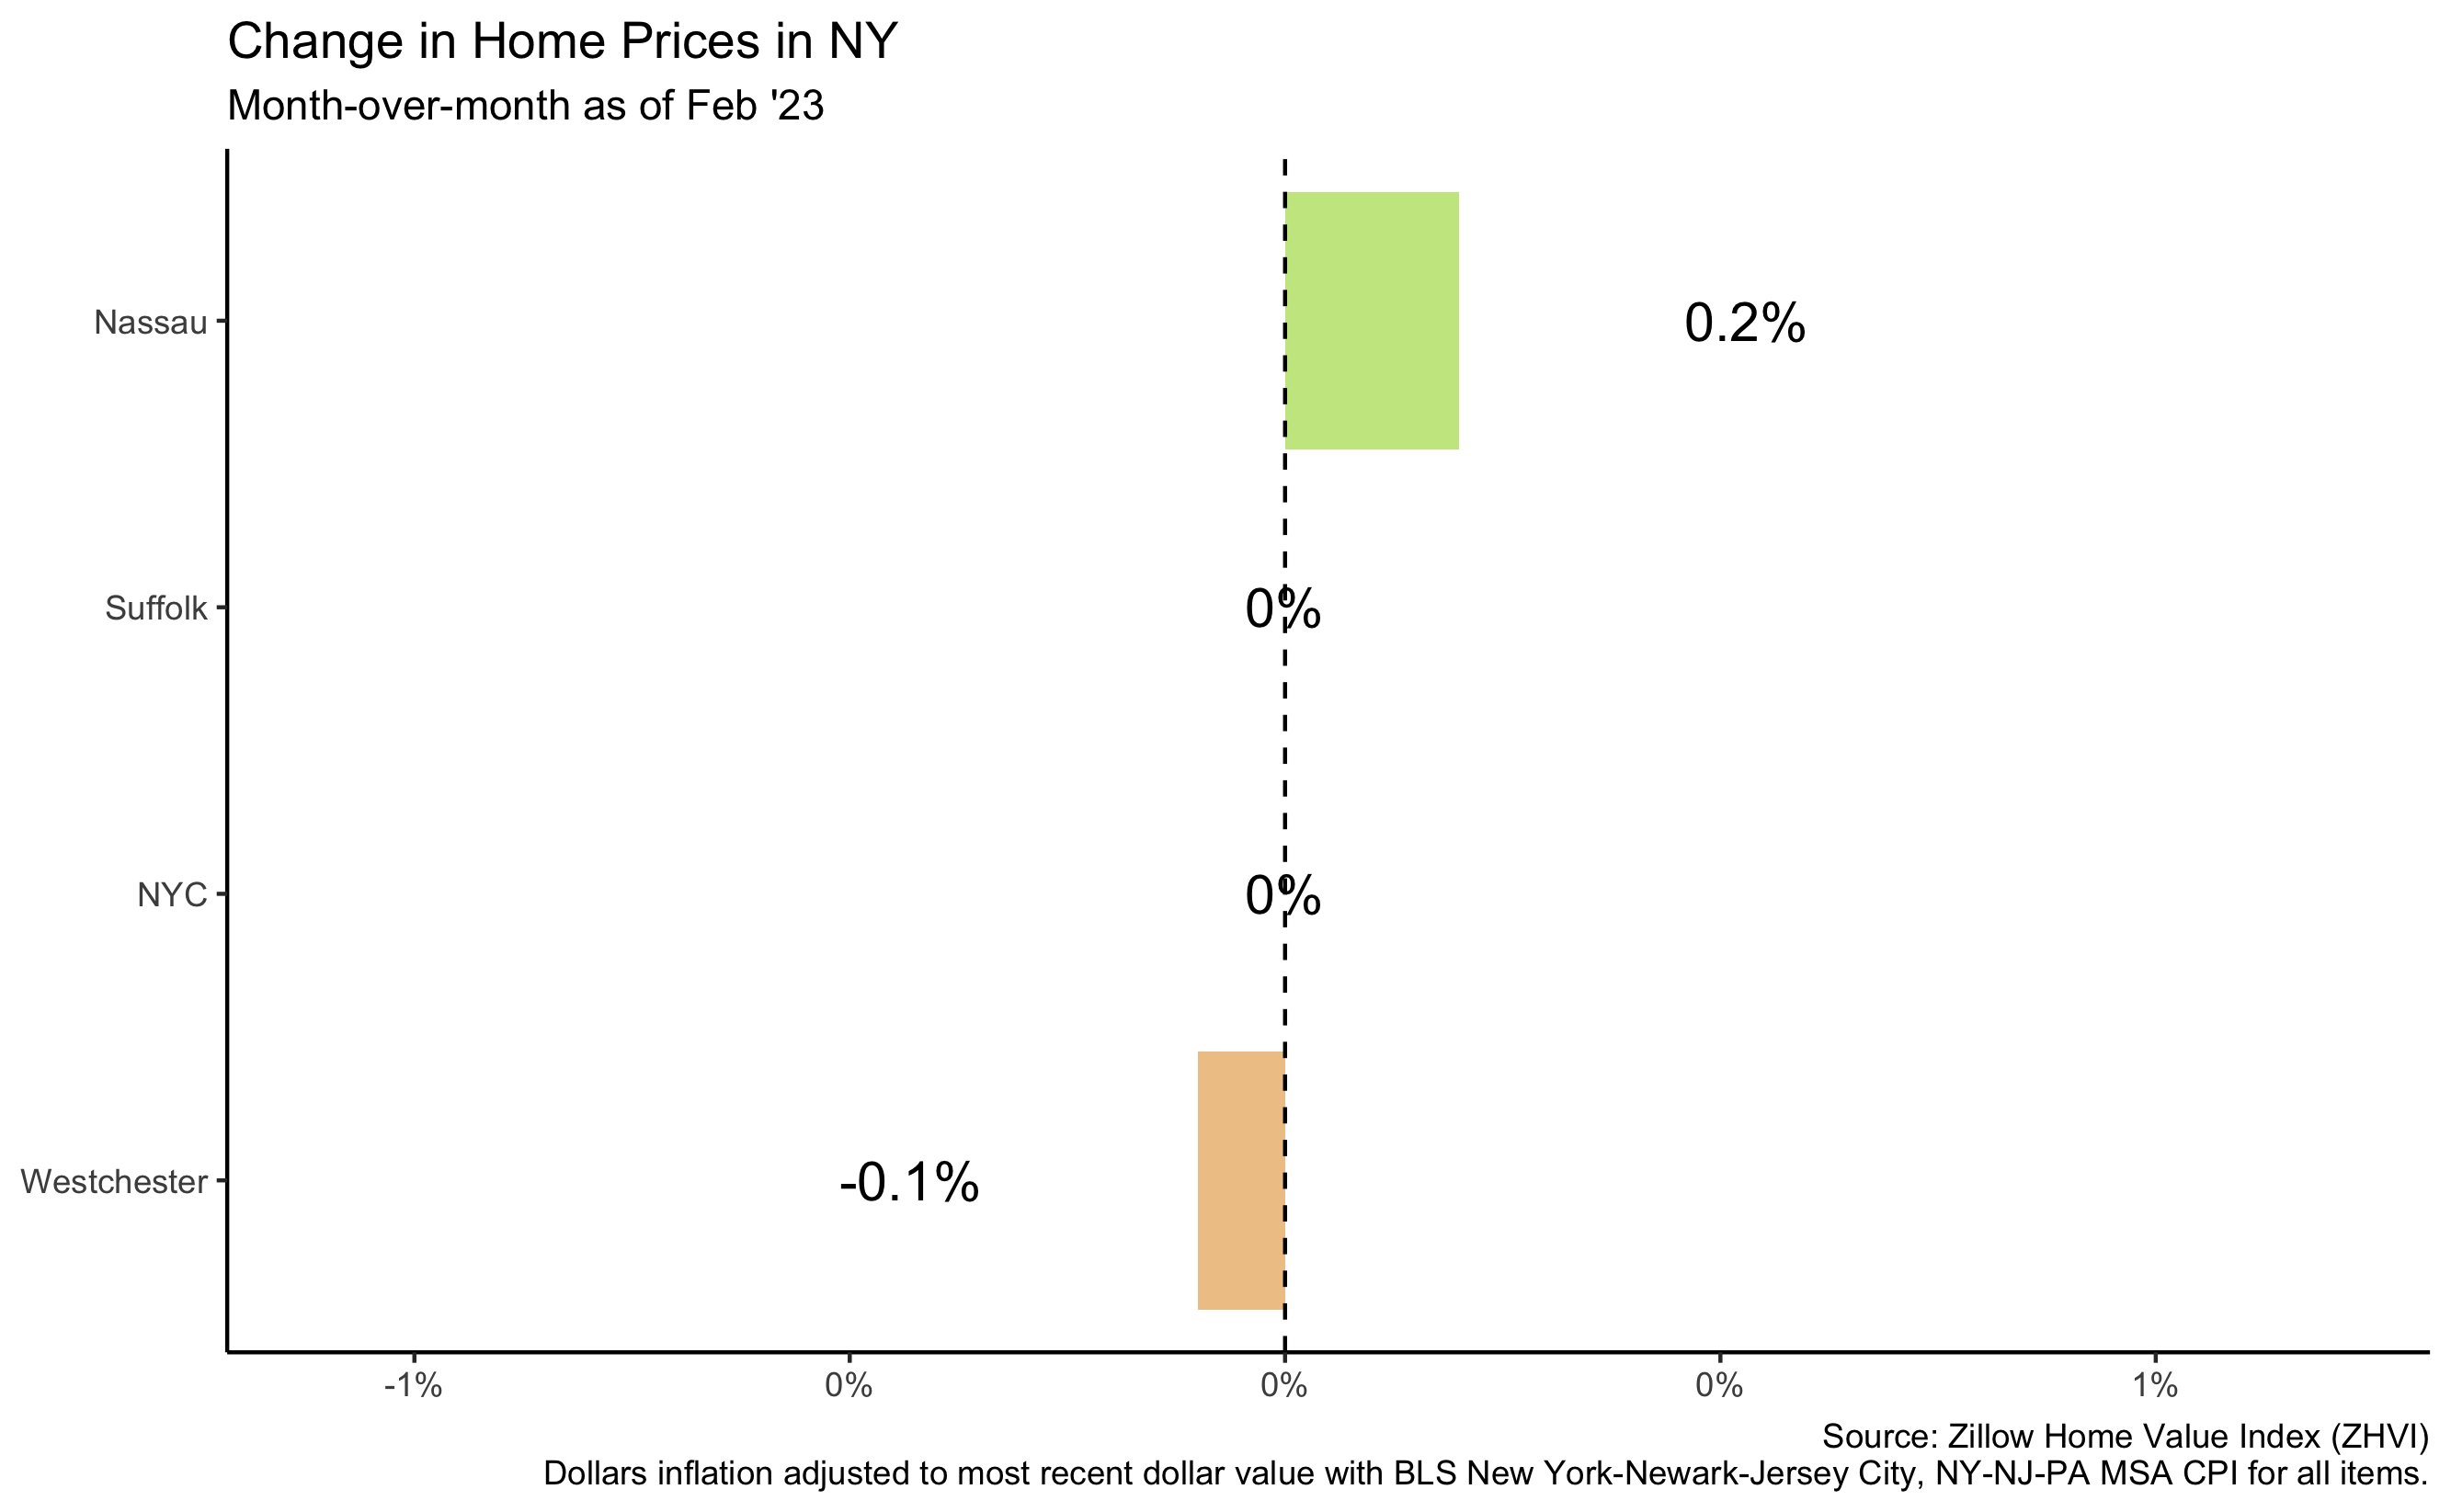 Change in Home Prices in NY
Month-over-month as of Feb '23
Nassau
0.2%
Suffolk
0%
NYC
0%
Westchester
-0.1%
-1%
0%
0%
0%
1%
Source: Zillow Home Value Index (ZHVI)
Dollars inflation adjusted to most recent dollar value with BLS New York-Newark-Jersey City, NY-NJ-PA MSA CPI for all items.